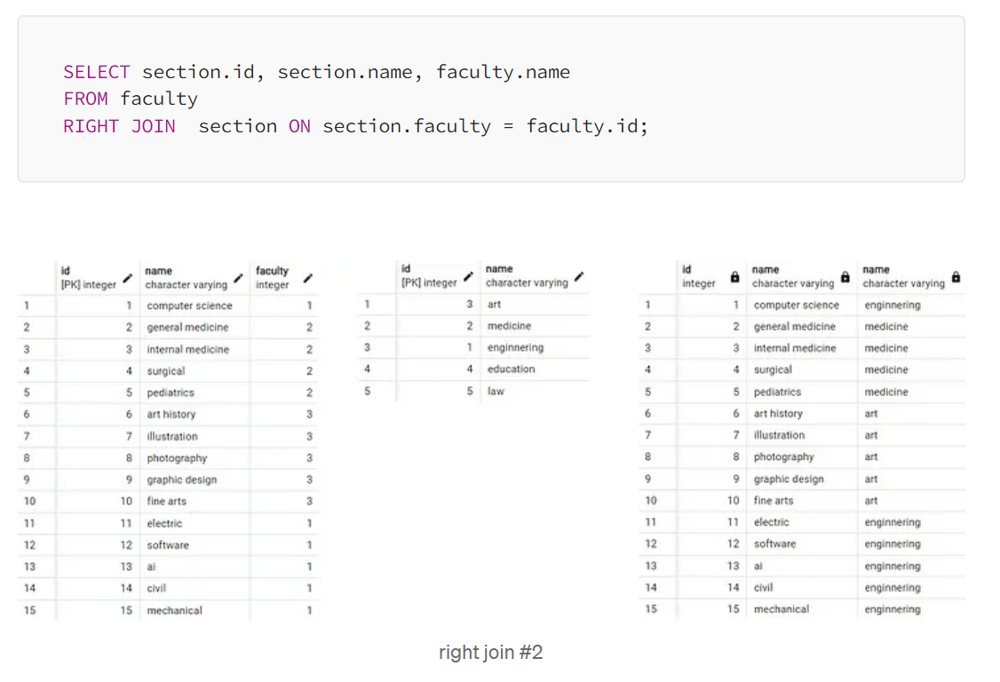 SELECT section.id, section.name, faculty.name
FROM faculty
RIGHT JOIN  section ON section.faculty = faculty.id;
id [PK] integer name character varying faculty integer
1 1 computer science 1
2 2 general medicine 2
3 3 internal medicine 2
4 4 surgical 2
5 5 pediatrics 2
6 6 art history 3
7 7 illustration 3
8 8 photography 3
9 9 graphic design 3
10 10 fine arts 3
11 11 electric 1
12 12 software 1
13 13 ai 1
14 14 civil 1
15 15 mechanical 1
id [PK] integer name character varying
1 3 art
2 2 medicine
3 1 enginnering
4 4 education
5 5 law
id integer name character varying name character varying
1 1 computer science enginnering
2 2 general medicine medicine
3 3 internal medicine medicine
4 4 surgical medicine
5 5 pediatrics medicine
6 6 art history art
7 7 illustration art
8 8 photography art
9 9 graphic design art
10 10 fine arts art
11 11 electric enginnering
12 12 software enginnering
13 13 ai enginnering
14 14 civil enginnering
15 15 mechanical enginnering
right join #2